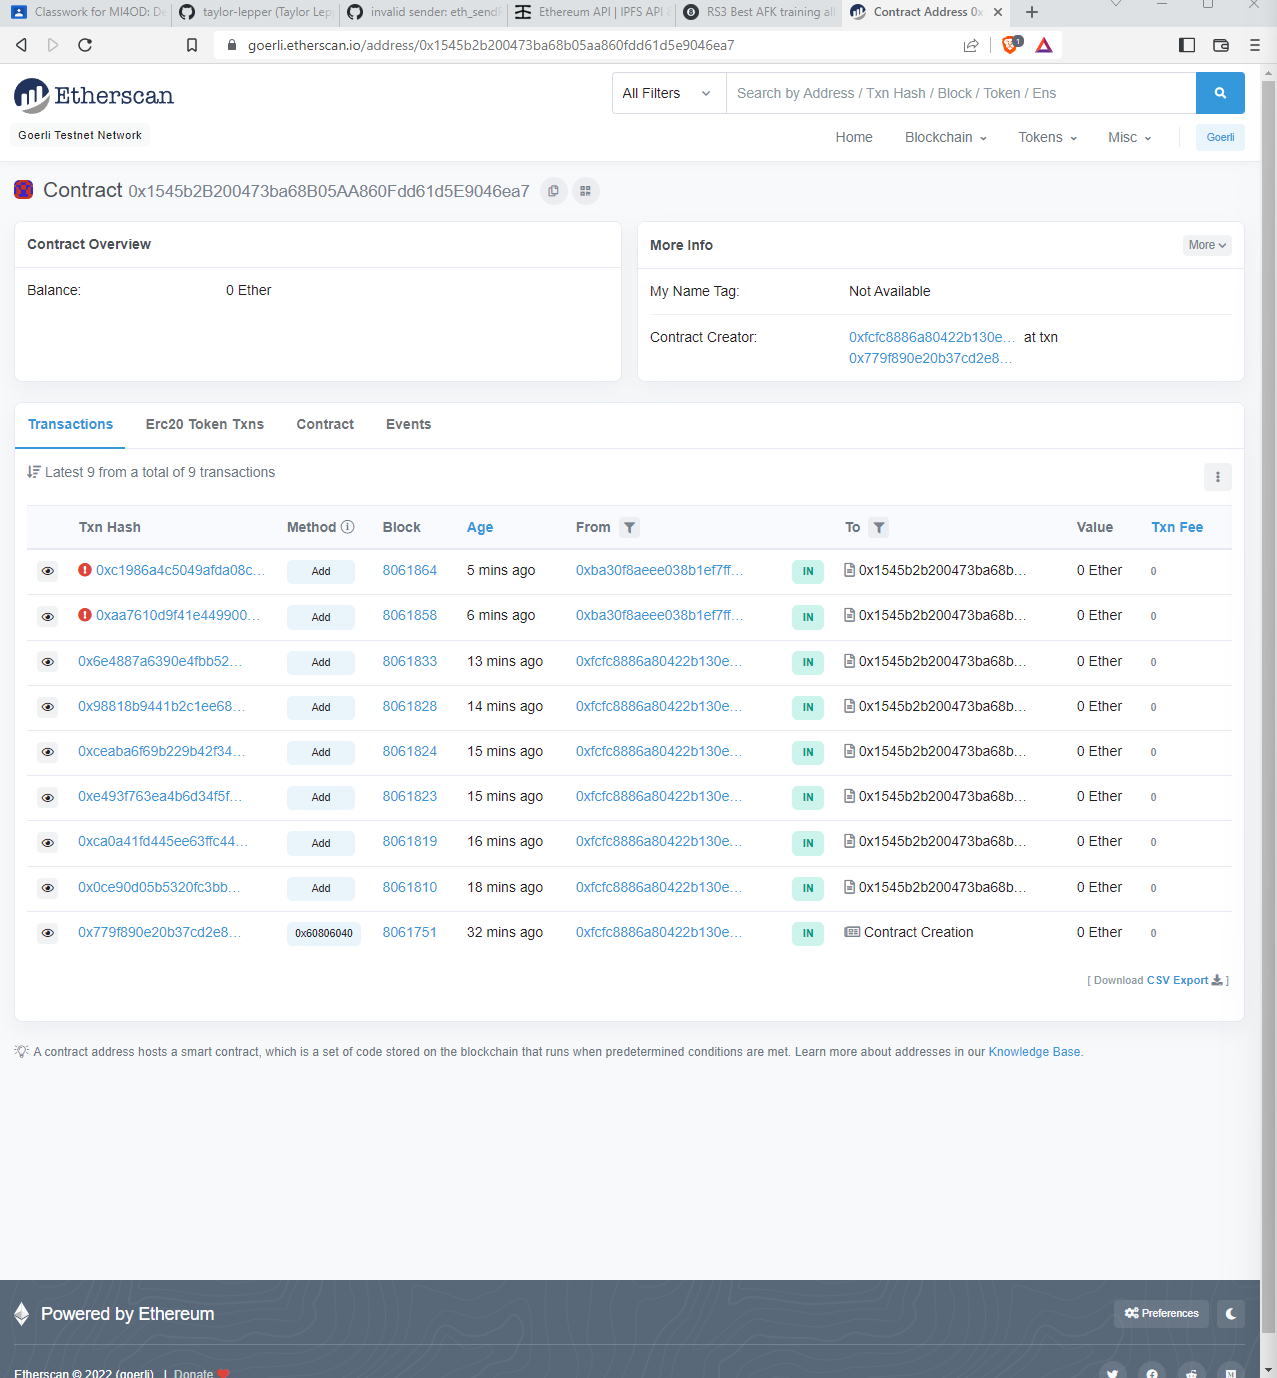 Classwork for MI4OD: De
taylor-lepper (Taylor Lep
invalid sender: eth_send
Ethereum API | IPFS API &
RS3 Best AFK training all
Contract Address 0x
goerli.etherscan.io/address/0x1545b2b200473ba68b05aa860fdd61d5e9046ea7
1
Etherscan
All Filters
Search by Address / Txn Hash / Block / Token / Ens
Goerli Testnet Network
Home Blockchain Tokens Misc Goerli
Contract 0x1545b2B200473ba68B05AA860Fdd61d5E9046ea7
Contract Overview
Balance: 0 Ether
More Info More
My Name Tag: Not Available
Contract Creator: 0xfcfc8886a80422b130e... at txn
0x779f890e20b37cd2e8...
Transactions Erc20 Token Txns Contract Events
Latest 9 from a total of 9 transactions
Txn Hash Method Block Age From To Value Txn Fee
0xc1986a4c5049afda08c... Add 8061864 5 mins ago 0xba30f8aeee038b1ef7ff... IN 0x1545b2b200473ba68b... 0 Ether 0
0xaa7610d9f41e449900... Add 8061858 6 mins ago 0xba30f8aeee038b1ef7ff... IN 0x1545b2b200473ba68b... 0 Ether 0
0x6e4887a6390e4fbb52... Add 8061833 13 mins ago 0xfcfc8886a80422b130e... IN 0x1545b2b200473ba68b... 0 Ether 0
0x98818b9441b2c1ee68... Add 8061828 14 mins ago 0xfcfc8886a80422b130e... IN 0x1545b2b200473ba68b... 0 Ether 0
0xceaba6f69b229b42f34... Add 8061824 15 mins ago 0xfcfc8886a80422b130e... IN 0x1545b2b200473ba68b... 0 Ether 0
0xe493f763ea4b6d34f5f... Add 8061823 15 mins ago 0xfcfc8886a80422b130e... IN 0x1545b2b200473ba68b... 0 Ether 0
0xca0a41fd445ee63ffc44... Add 8061819 16 mins ago 0xfcfc8886a80422b130e... IN 0x1545b2b200473ba68b... 0 Ether 0
0x0ce90d05b5320fc3bb... Add 8061810 18 mins ago 0xfcfc8886a80422b130e... IN 0x1545b2b200473ba68b... 0 Ether 0
0x779f890e20b37cd2e8... 0x60806040 8061751 32 mins ago 0xfcfc8886a80422b130e... IN Contract Creation 0 Ether 0
[ Download CSV Export ]
A contract address hosts a smart contract, which is a set of code stored on the blockchain that runs when predetermined conditions are met. Learn more about addresses in our Knowledge Base.
Powered by Ethereum
Preferences
Etherscan © 2022 (goerli) | Donate